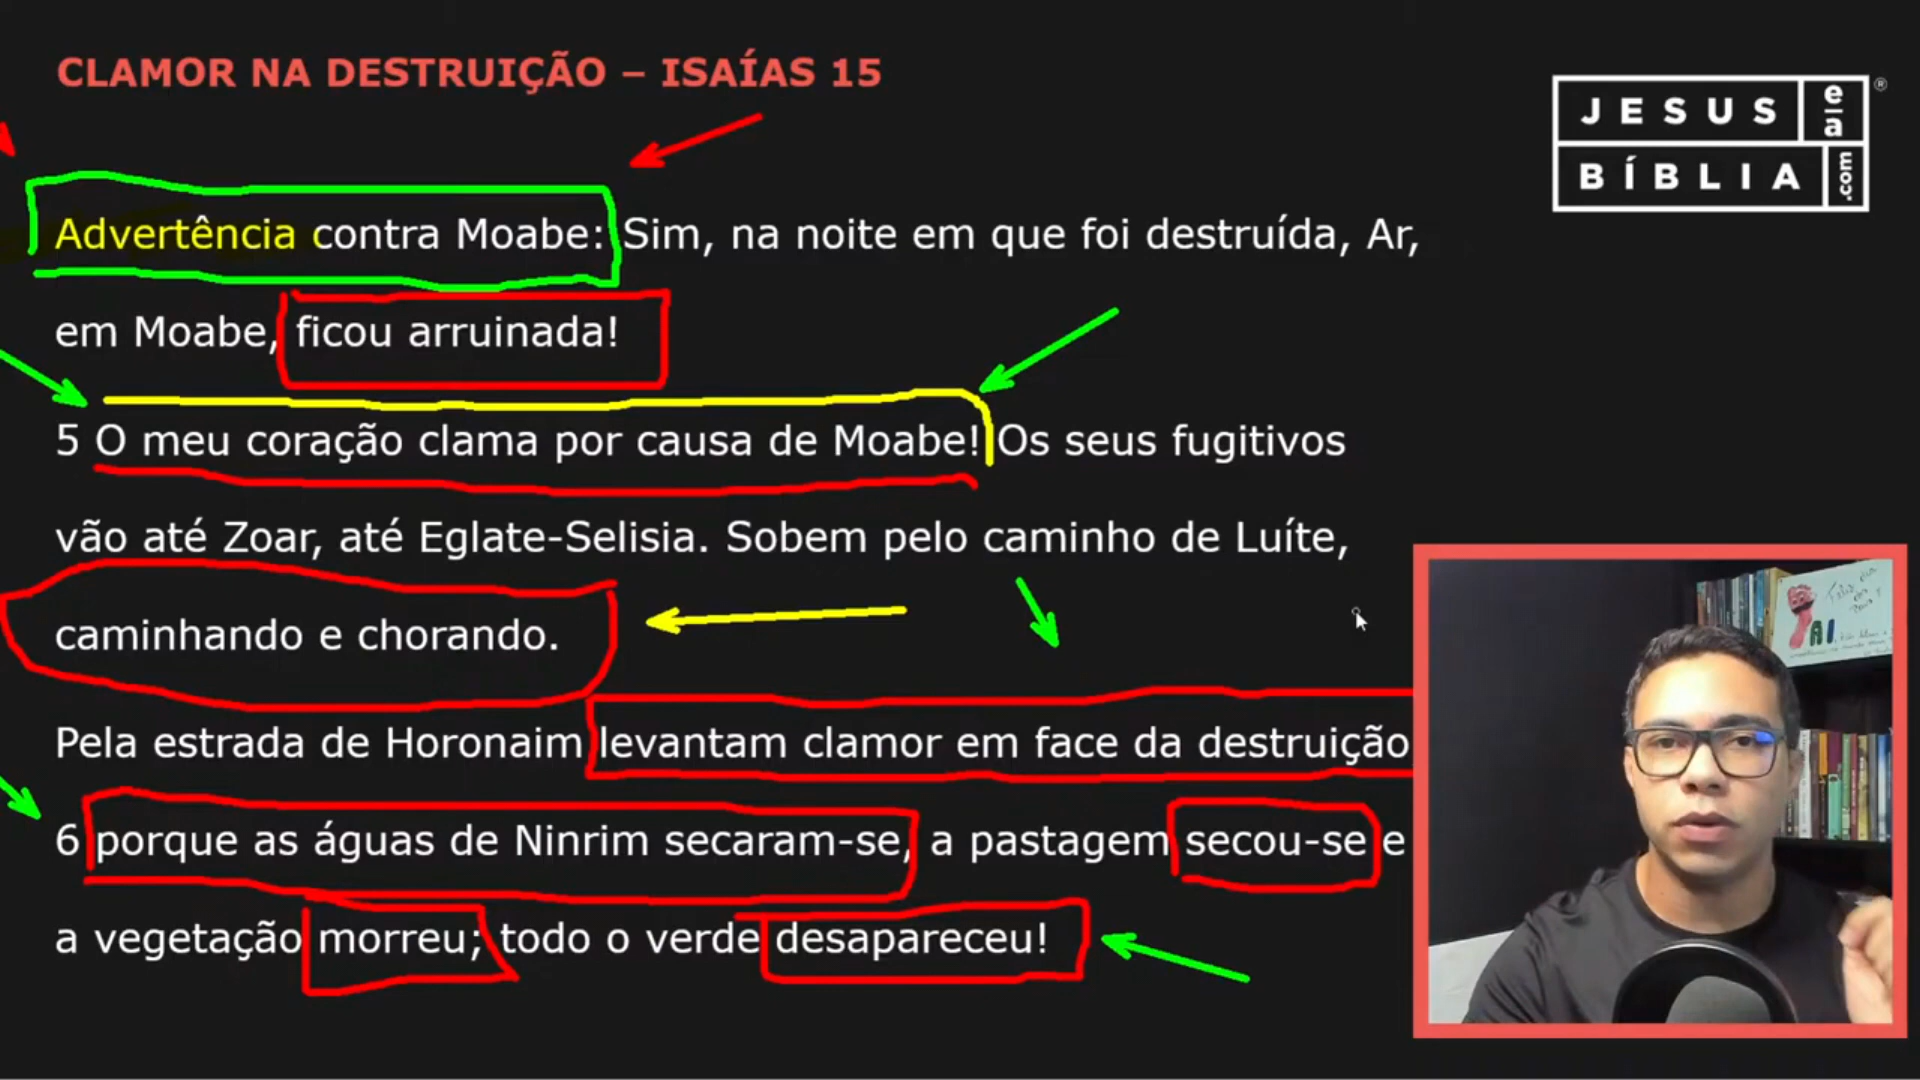 CLAMOR NA DESTRUIÇÃO – ISAÍAS 15
JESUS e a
BÍBLIA .com
®
Advertência contra Moabe: Sim, na noite em que foi destruída, Ar,
em Moabe, ficou arruinada!
5 O meu coração clama por causa de Moabe! Os seus fugitivos
vão até Zoar, até Eglate-Selisia. Sobem pelo caminho de Luíte,
caminhando e chorando.
Pela estrada de Horonaim levantam clamor em face da destruição
6 porque as águas de Ninrim secaram-se, a pastagem secou-se e
a vegetação morreu; todo o verde desapareceu!